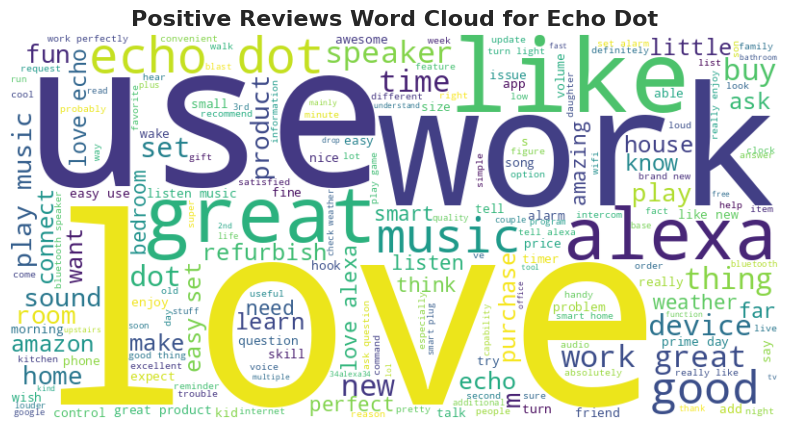 Positive Reviews Word Cloud for Echo Dot
work perfectly
convenient
awesome
week
update
turn light
get alarm
definitely
family
bathroom
fun
echo dot
walk
speaker
feature
like
fast
little
list
son
request
hear
blast
different
issue
volume
look
buy
run
cool
read
plus
3rd
time
app
able
ask
use
work
love echo
favorite
small
recommend
product
information
minute
mainly
understand
right
size
low
daughter
really enjoy
probably
way
wake
nice
drop
easy
lot
5
figure
option
song
loud
house
clock
answer
play music
set
gift
satisfied
fine
play game
simple
amazing
wifi
know
brand new
easy use
listen music
play
free
connect
bluetooth speaker
want
bedroom
super
great
smart
quality
tell
couple
program
alarm
intercom
fact
like new
help
item
2nd
life
check weather
music
tell alexa
price
base
alexa
refurbish
listen
timer
come
dot
hook
think
ve
tool
order
really
bluetooth
thing
sound
old
useful
love
love alexa
especially
smart plug
purchase
office
handy
problem
smart home
weather
function
far
room
enjoy
day
stuff
easy set
need
learn
ask question
command
capability
device
live
morning
upstairs
soon
amazon
make
question
try
audio
work
prime day
say
phone
good thing
skill
absolutely
great
kitchen
excellent
voice
home
expect
trouble
multiple
34alexa34
new
echo
second
sure
really like
good
tv
wish
kind
reminder
lol
perfect
pretty
additional
m
louder
google
control
great product
kid
internet
reason
talk
people
turn
friend
thank
add
night